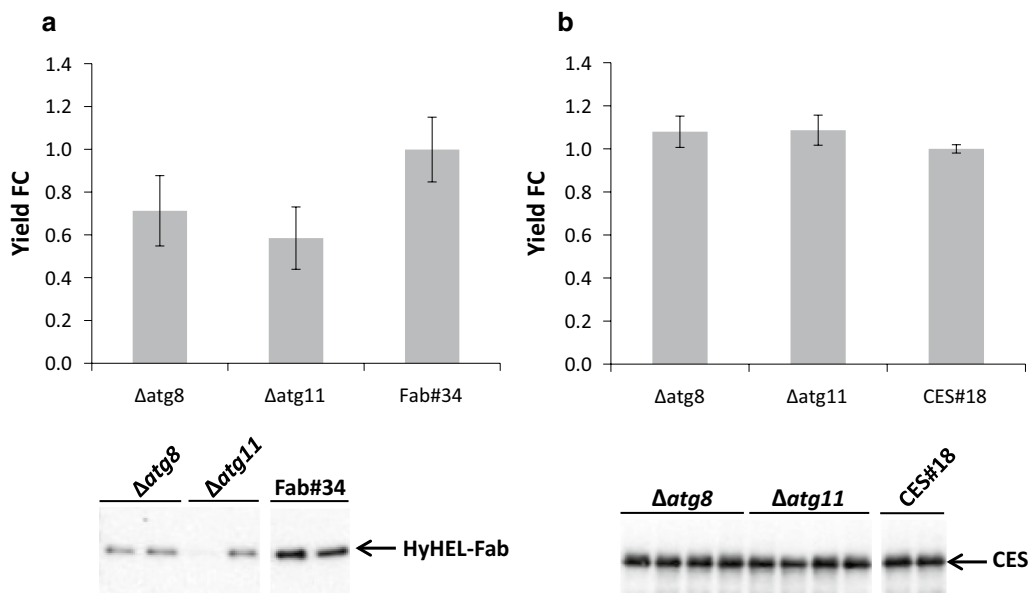 a
1.4
1.2
1.0
0.8
0.6
0.4
0.2
0.0
Yield FC
Δatg8 Δatg11 Fab#34
Δatg8 Δatg11 Fab#34
HyHEL-Fab
b
1.4
1.2
1.0
0.8
0.6
0.4
0.2
0.0
Yield FC
Δatg8 Δatg11 CES#18
Δatg8 Δatg11 CES#18
CES